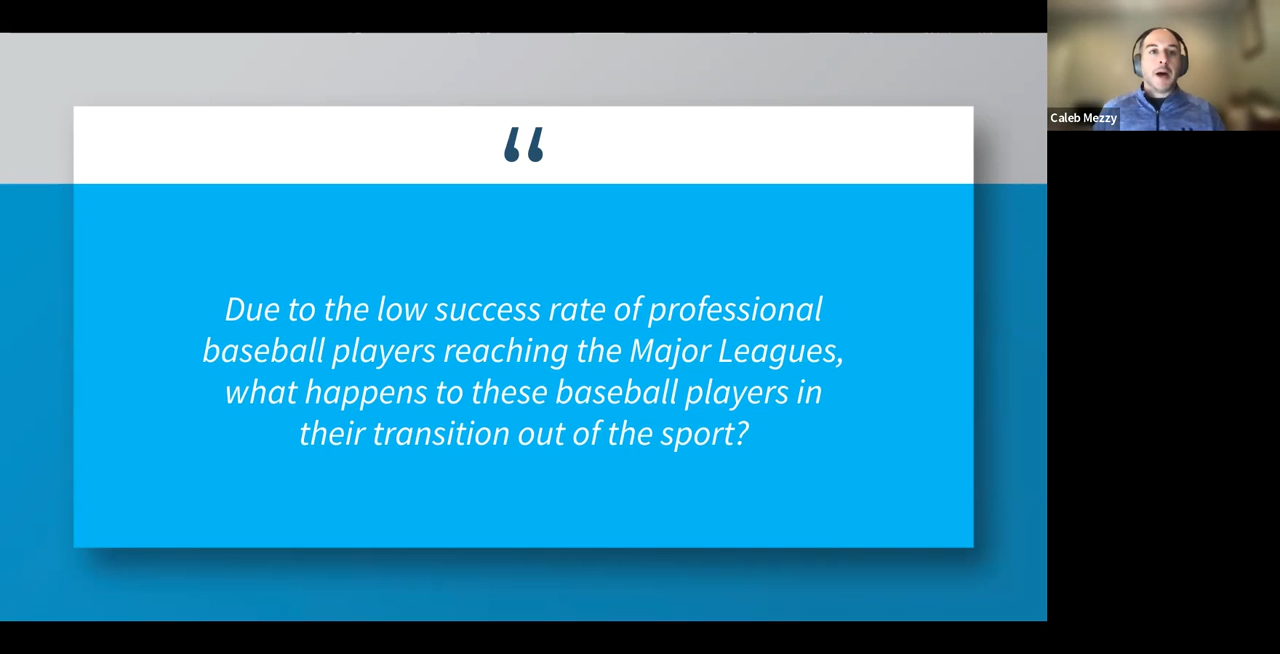 “
Due to the low success rate of professional
baseball players reaching the Major Leagues,
what happens to these baseball players in
their transition out of the sport?
Caleb Mezzy